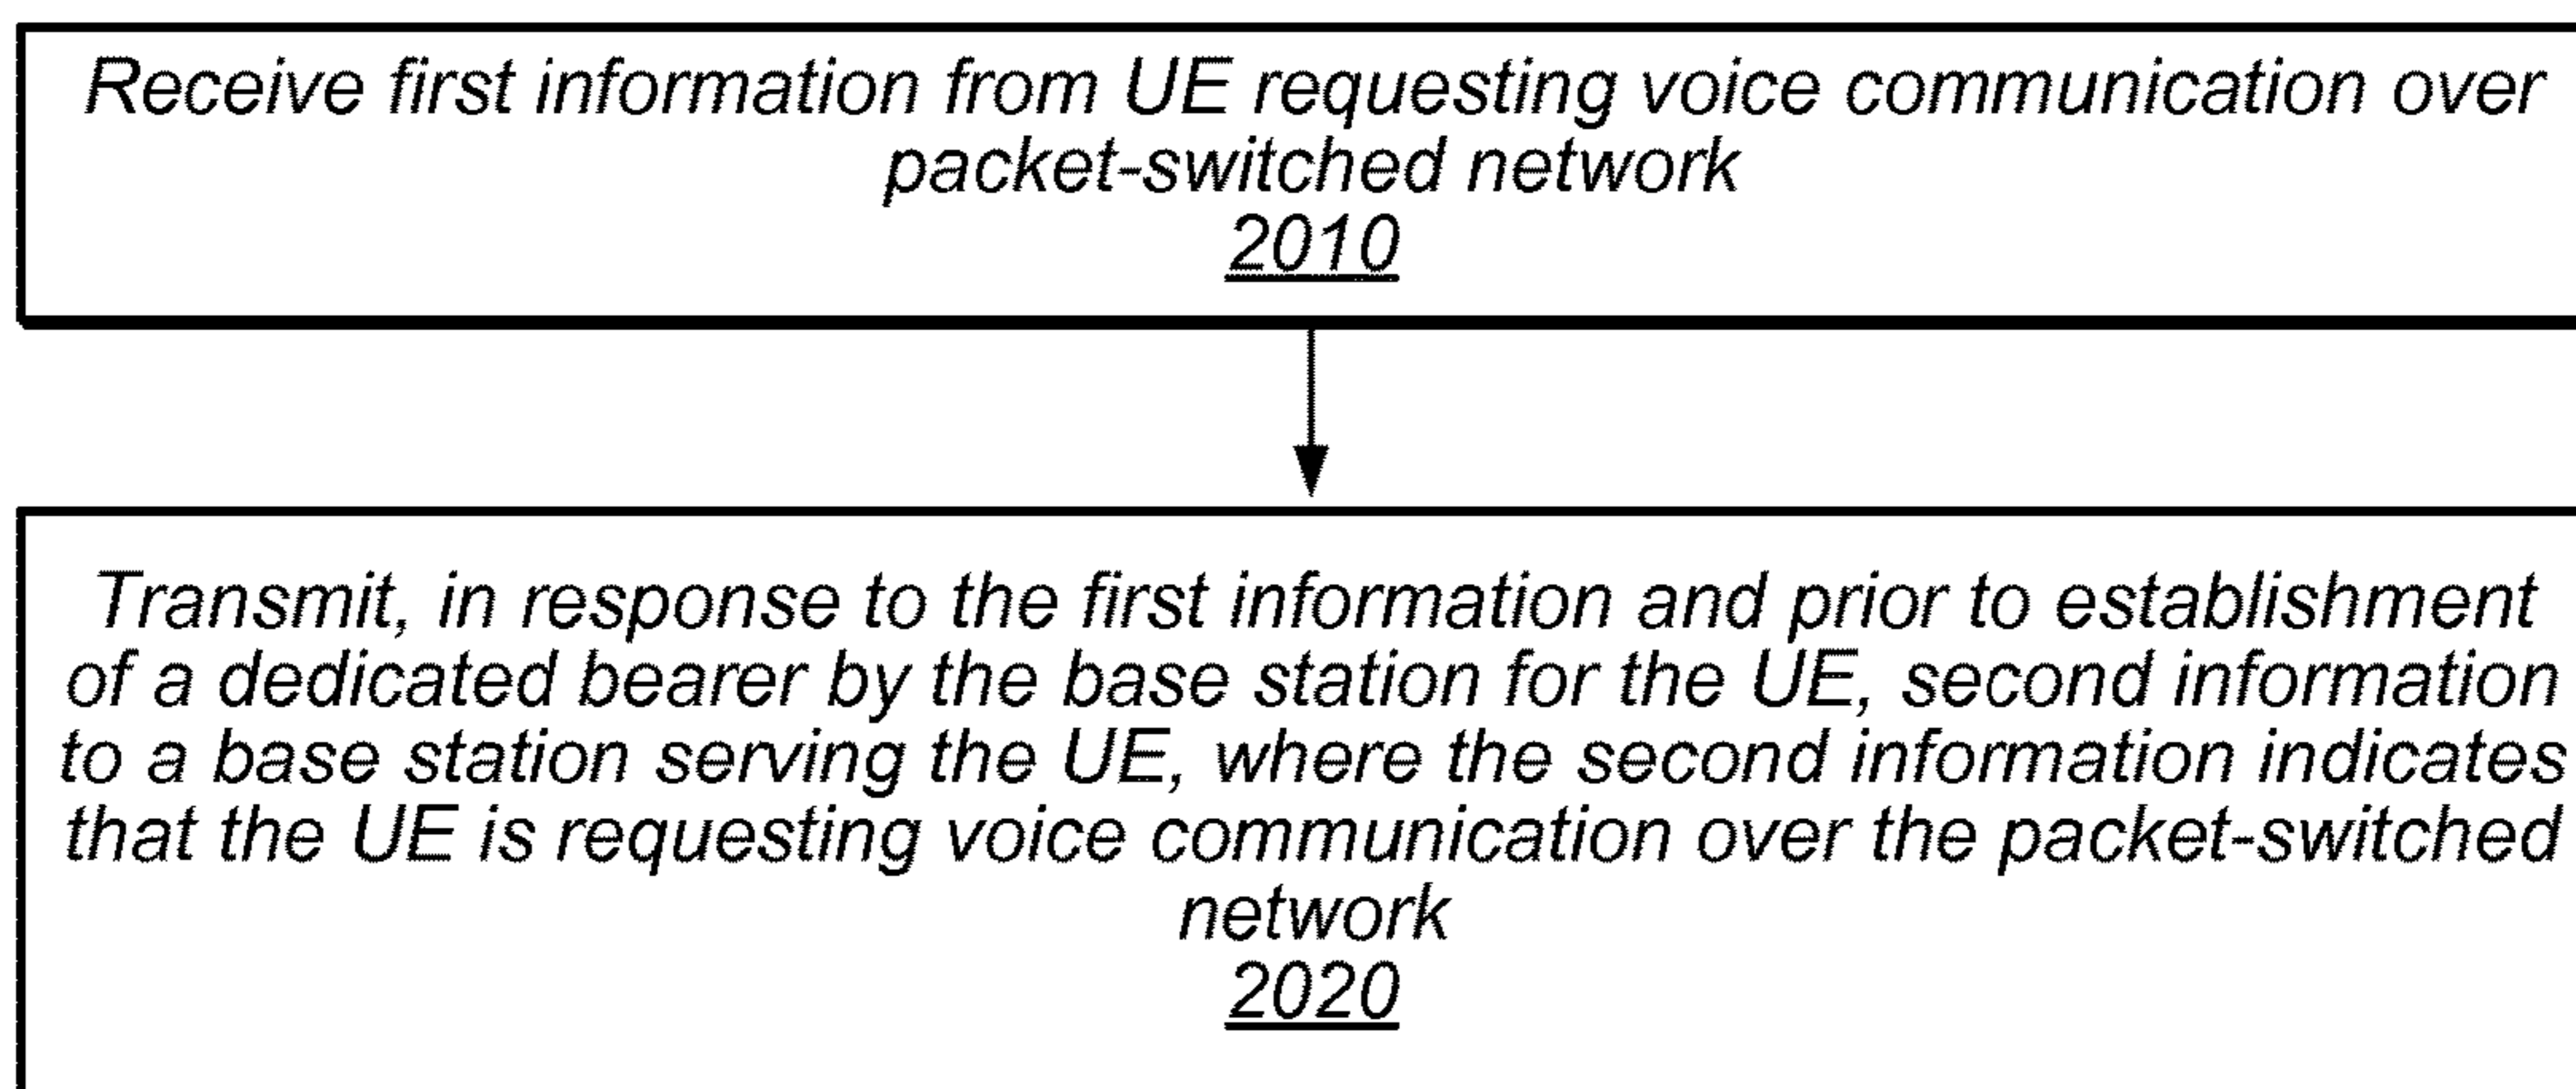 Receive first information from UE requesting voice communication over
packet-switched network
2010
Transmit, in response to the first information and prior to establishment
of a dedicated bearer by the base station for the UE, second information
to a base station serving the UE, where the second information indicates
that the UE is requesting voice communication over the packet-switched
network
2020